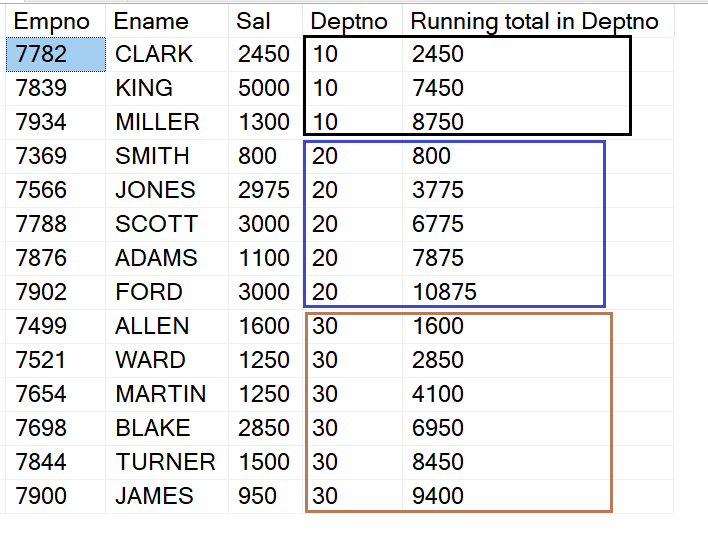 Empno Ename Sal Deptno Running total in Deptno
7782 CLARK 2450 10 2450
7839 KING 5000 10 7450
7934 MILLER 1300 10 8750
7369 SMITH 800 20 800
7566 JONES 2975 20 3775
7788 SCOTT 3000 20 6775
7876 ADAMS 1100 20 7875
7902 FORD 3000 20 10875
7499 ALLEN 1600 30 1600
7521 WARD 1250 30 2850
7654 MARTIN 1250 30 4100
7698 BLAKE 2850 30 6950
7844 TURNER 1500 30 8450
7900 JAMES 950 30 9400